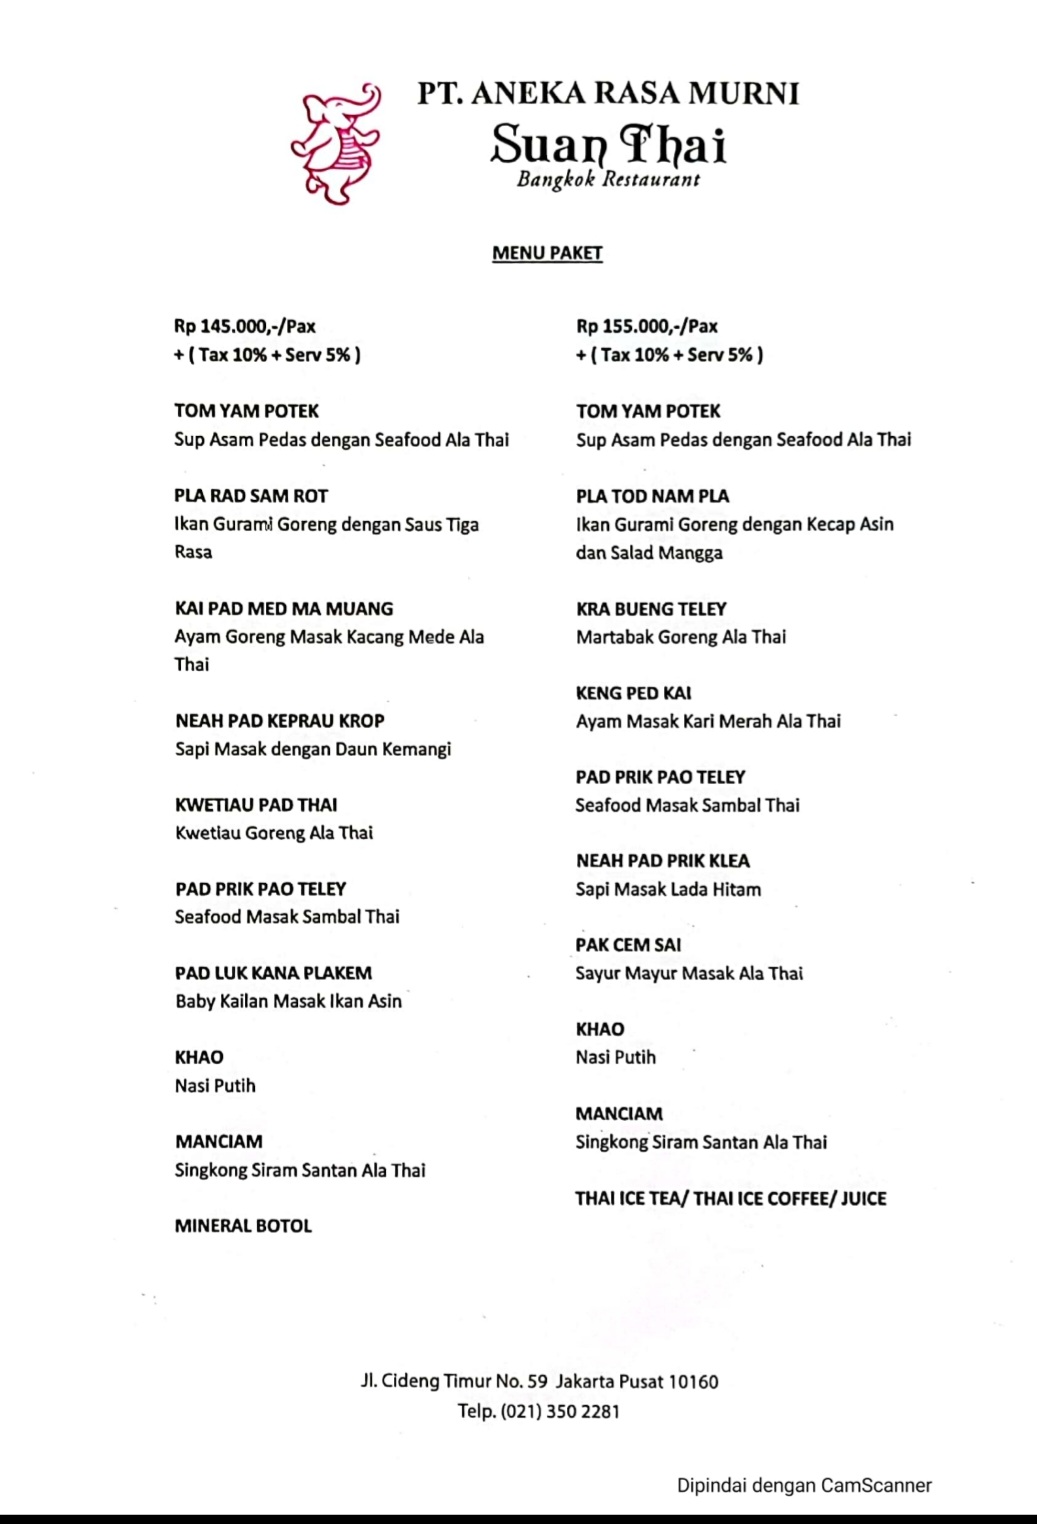 PT. ANEKA RASA MURNI
Suan Thai
Bangkok Restaurant
MENU PAKET
Rp 145.000,-/Pax
+ ( Tax 10% + Serv 5% )
TOM YAM POTEK
Sup Asam Pedas dengan Seafood Ala Thai
PLA RAD SAM ROT
Ikan Gurami Goreng dengan Saus Tiga
Rasa
KAI PAD MED MA MUANG
Ayam Goreng Masak Kacang Mede Ala
Thai
NEAH PAD KEPRAU KROP
Sapi Masak dengan Daun Kemangi
KWETIAU PAD THAI
Kwetiau Goreng Ala Thai
PAD PRIK PAO TELEY
Seafood Masak Sambal Thai
PAD LUK KANA PLAKEM
Baby Kailan Masak Ikan Asin
KHAO
Nasi Putih
MANCIAM
Singkong Siram Santan Ala Thai
MINERAL BOTOL
Rp 155.000,-/Pax
+ ( Tax 10% + Serv 5% )
TOM YAM POTEK
Sup Asam Pedas dengan Seafood Ala Thai
PLA TOD NAM PLA
Ikan Gurami Goreng dengan Kecap Asin
dan Salad Mangga
KRA BUENG TELEY
Martabak Goreng Ala Thai
KENG PED KAI
Ayam Masak Kari Merah Ala Thai
PAD PRIK PAO TELEY
Seafood Masak Sambal Thai
NEAH PAD PRIK KLEA
Sapi Masak Lada Hitam
PAK CEM SAI
Sayur Mayur Masak Ala Thai
KHAO
Nasi Putih
MANCIAM
Singkong Siram Santan Ala Thai
THAI ICE TEA/ THAI ICE COFFEE/ JUICE
Jl. Cideng Timur No. 59 Jakarta Pusat 10160
Telp. (021) 350 2281
Dipindai dengan CamScanner